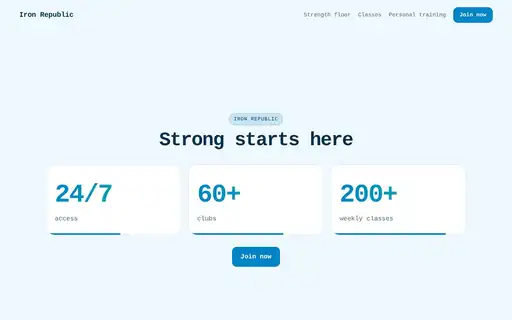 Iron Republic
Strength floor Classes Personal training Join now
IRON REPUBLIC
Strong starts here
24/7 60+ 200+
access clubs weekly classes
Join now